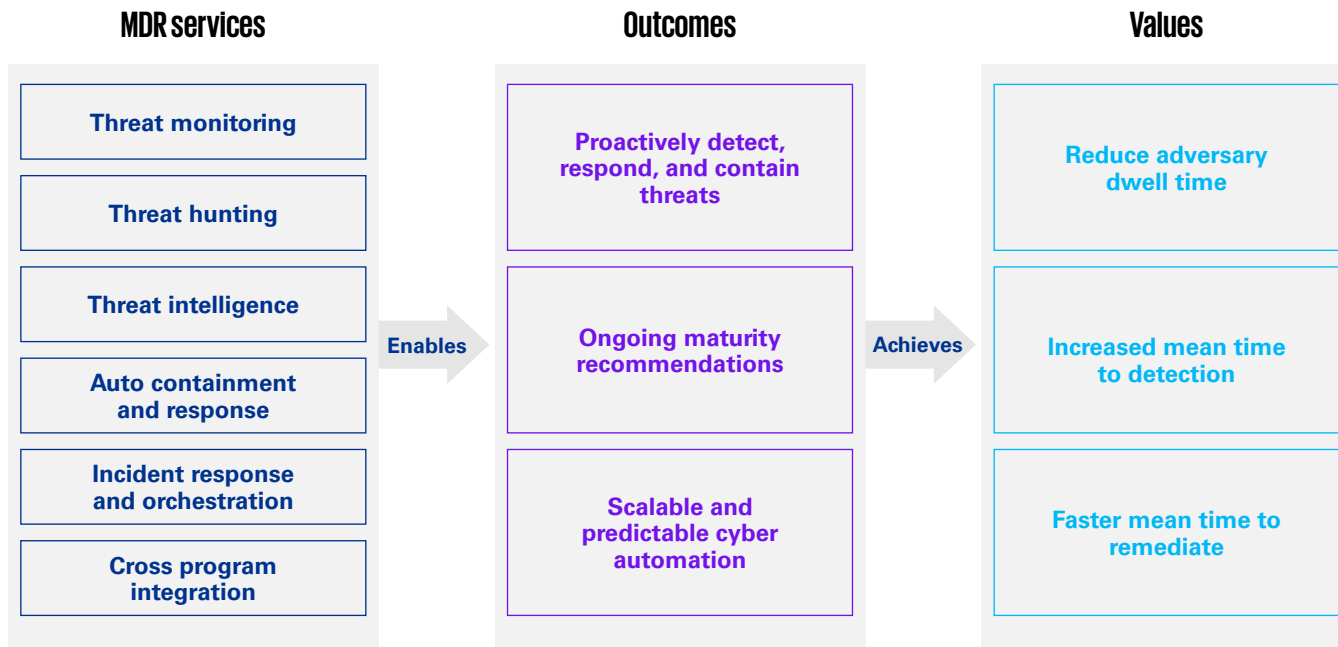 MDR services
Threat monitoring
Threat hunting
Threat intelligence
Auto containment
and response
Incident response
and orchestration
Cross program
integration
Enables
Outcomes
Proactively detect,
respond, and contain
threats
Ongoing maturity
recommendations
Scalable and
predictable cyber
automation
Achieves
Values
Reduce adversary
dwell time
Increased mean time
to detection
Faster mean time to
remediate